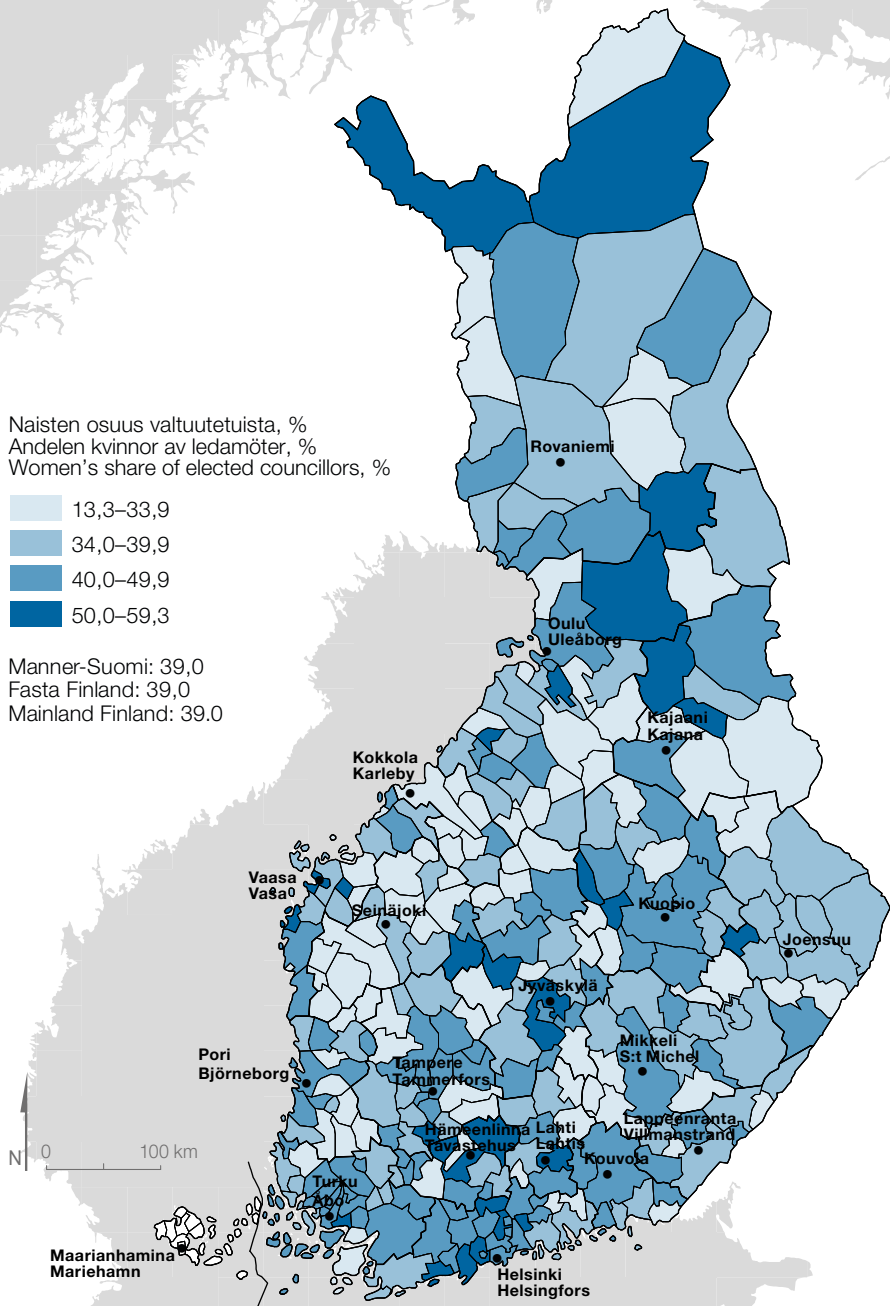 Naisten osuus valtuutetuista, %
Andelen kvinnor av ledamöter, %
Women's share of elected councillors, %
13,3–33,9
34,0–39,9
40,0–49,9
50,0–59,3
Manner-Suomi: 39,0
Fasta Finland: 39,0
Mainland Finland: 39.0
Rovaniemi
Oulu
Uleåborg
Kajaani
Kajana
Kokkola
Karleby
Vaasa
Vasa
Seinäjoki
Kuopio
Joensuu
Jyväskylä
Mikkeli
S:t Michel
Pori
Björneborg
Tampere
Tammerfors
Hämeenlinna
Tavastehus
Lahti
Lahtis
Lappeenranta
Villmanstrand
Kouvola
Turku
Åbo
Maarianhamina
Mariehamn
Helsinki
Helsingfors
N
0 100 km